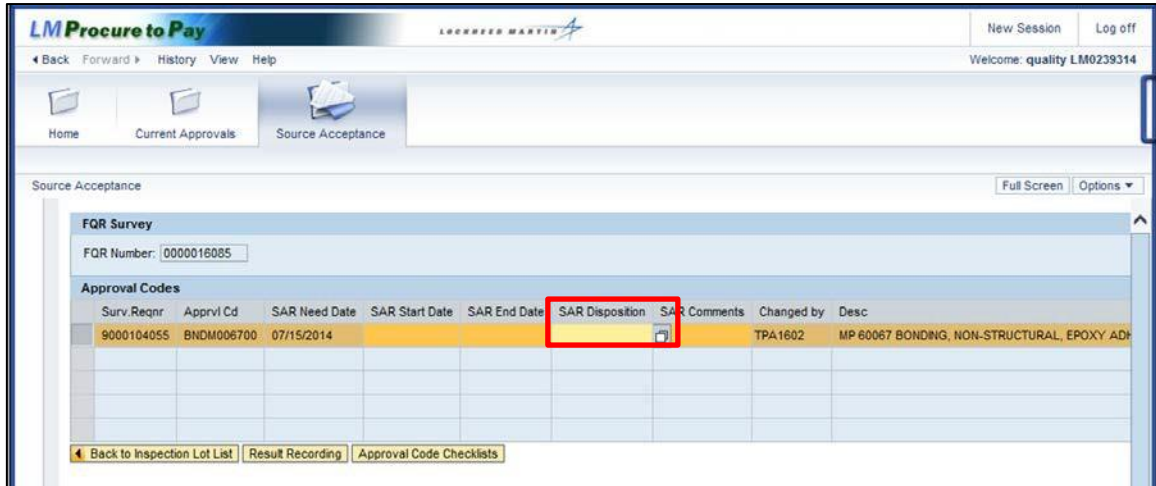 LM Procure to Pay LOCKHEED MARTIN New Session Log off
Back Forward History View Help Welcome: quality LM0239314
Home Current Approvals Source Acceptance
Source Acceptance Full Screen Options
FQR Survey
FQR Number: 0000016085
Approval Codes
Surv.Reqnr Apprvl Cd SAR Need Date SAR Start Date SAR End Date SAR Disposition SAR Comments Changed by Desc
9000104055 BNDM006700 07/15/2014 TPA1602 MP 60067 BONDING, NON-STRUCTURAL, EPOXY ADH
Back to Inspection Lot List Result Recording Approval Code Checklists